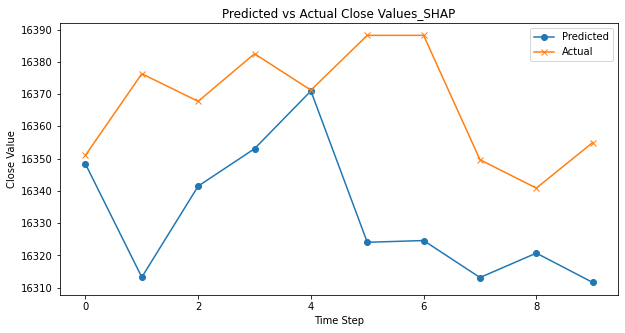 Predicted vs Actual Close Values_SHAP
Predicted
Actual
Close Value
16390
16380
16370
16360
16350
16340
16330
16320
16310
0
2
4
6
8
Time Step